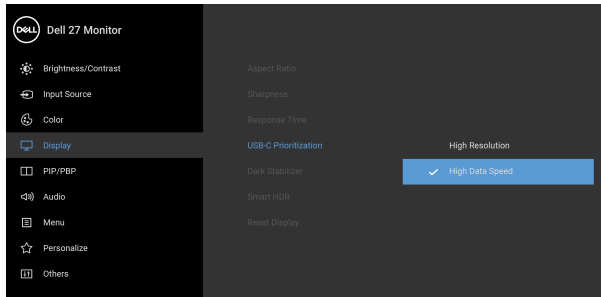 DELL
Dell 27 Monitor
Brightness/Contrast
Input Source
Color
Display
PIP/PBP
Audio
Menu
Personalize
Others
Aspect Ratio
Sharpness
Response Time
USB-C Prioritization
Dark Stabilizer
Smart HDR
Reset Display
High Resolution
High Data Speed